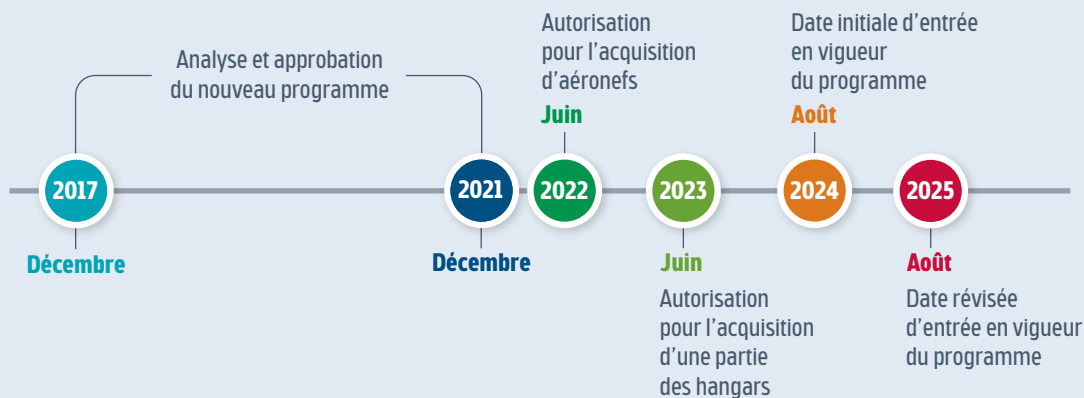 Analyse et approbation
du nouveau programme
2017
Décembre
2021
Décembre
Autorisation
pour l'acquisition
d'aéronefs
Juin
2022
2023
Juin
Autorisation
pour l'acquisition
d'une partie
des hangars
Date initiale d'entrée
en vigueur
du programme
Août
2024
2025
Août
Date révisée
d'entrée en vigueur
du programme